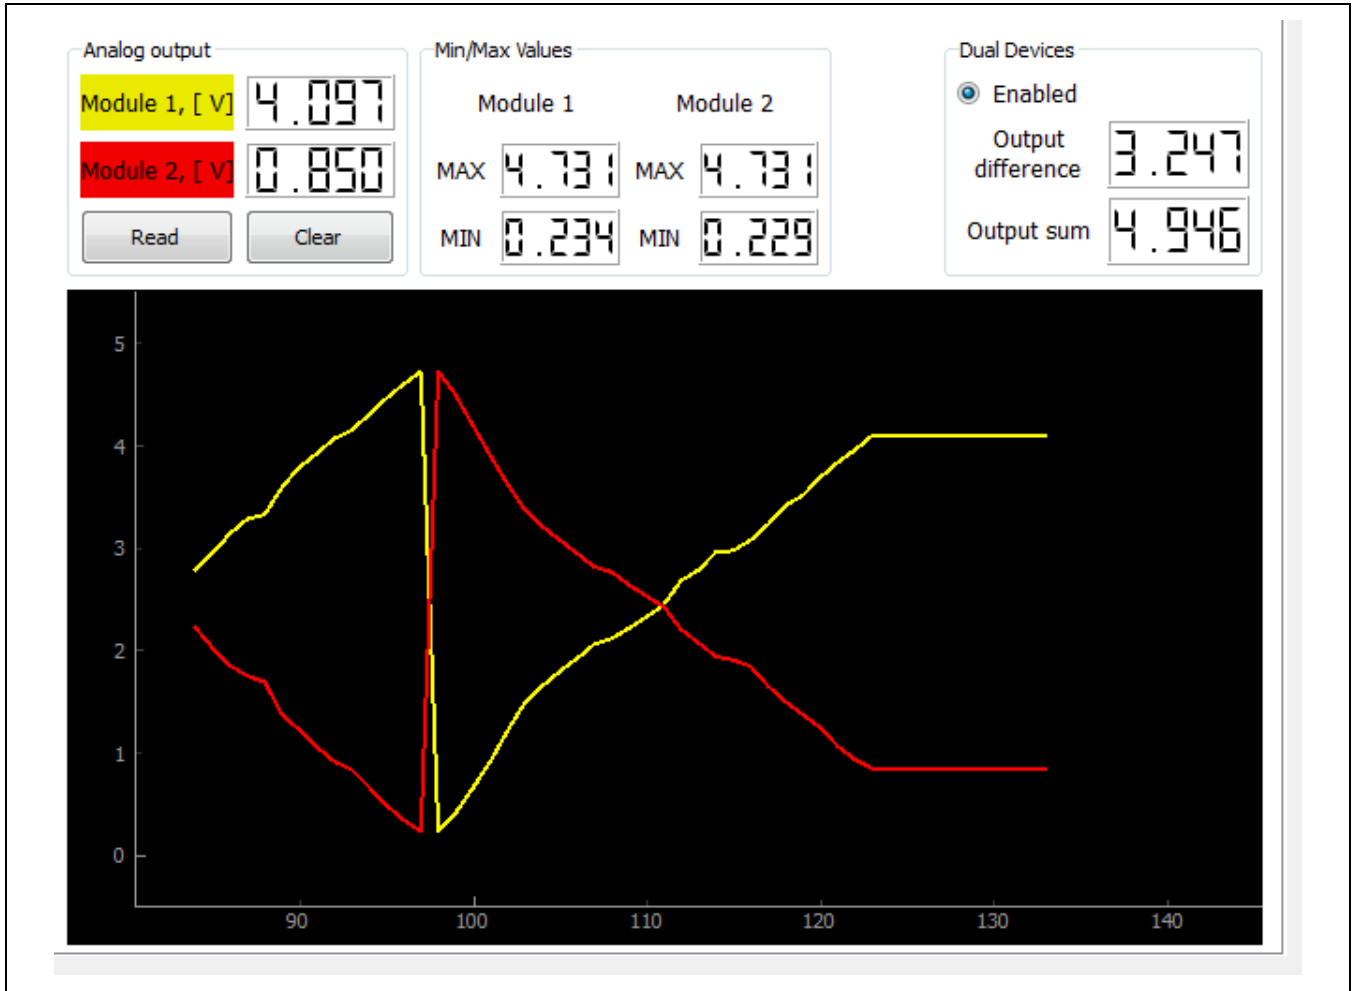 Analog output
Module 1, [ V] 4.097
Module 2, [ V] 0.850
Read Clear
Min/Max Values
Module 1 Module 2
MAX 4.731 MAX 4.731
MIN 0.234 MIN 0.229
Dual Devices
Enabled
Output
difference 3.247
Output sum 4.946
5
4
3
2
1
0
90 100 110 120 130 140